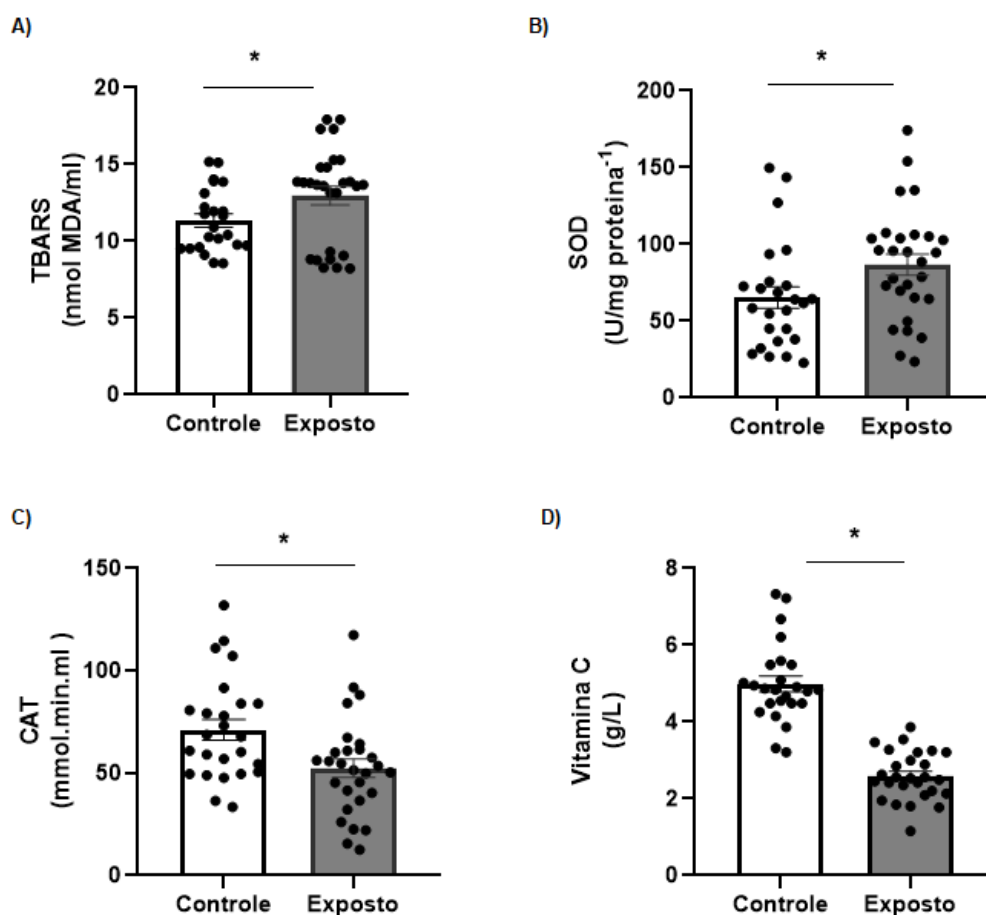 A)
*
TBARS
(nmol MDA/ml)
20
15
10
5
0
Controle Exposto
B)
*
SOD
(U/mg proteina⁻¹)
200
150
100
50
0
Controle Exposto
C)
*
CAT
(mmol.min.ml )
150
100
50
0
Controle Exposto
D)
*
Vitamina C
(g/L)
8
6
4
2
0
Controle Exposto